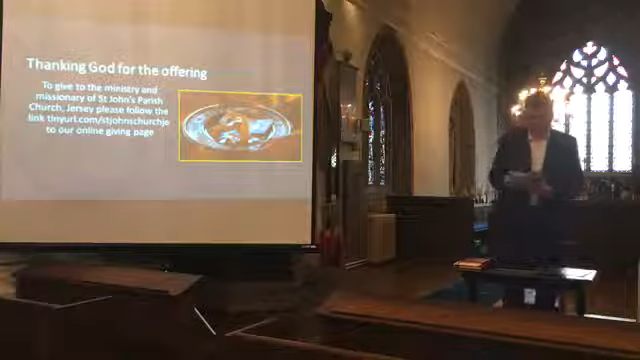 Thanking God for the offering
To give to the ministry and
missionary of St John's Parish
Church, Jersey please follow the
link tinyurl.com/stjohnschurchje
to our online giving page